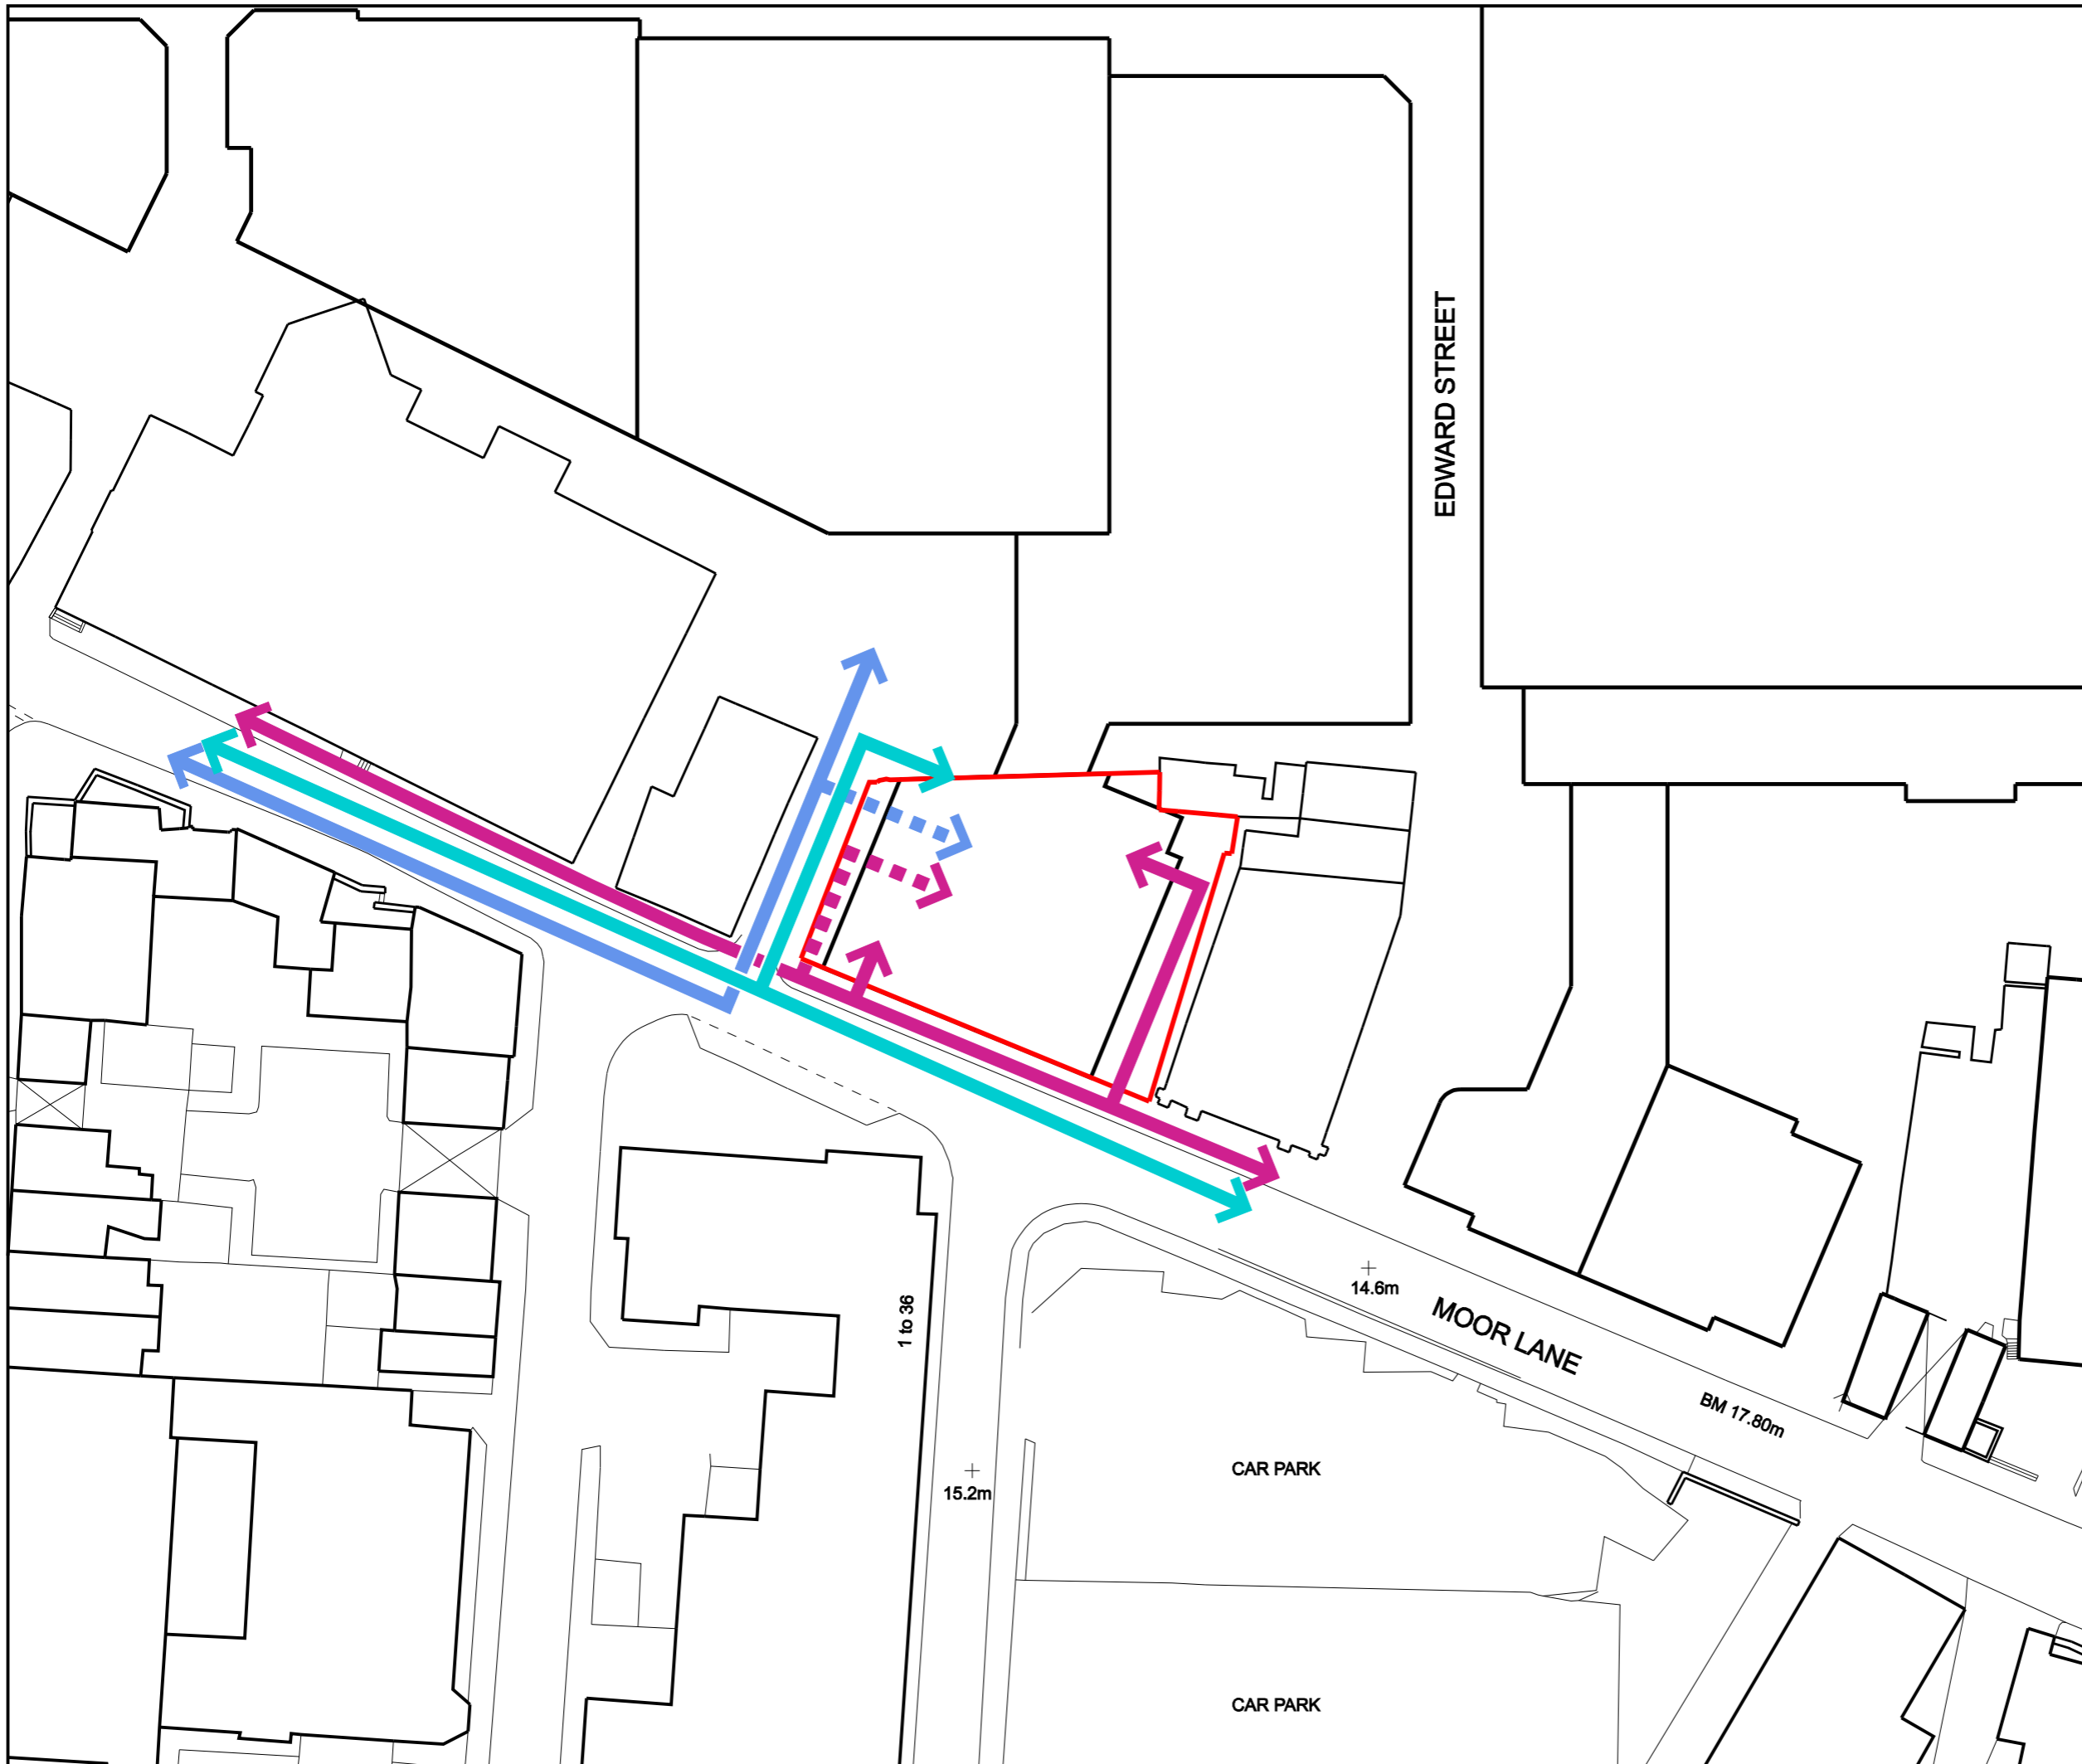 EDWARD STREET
14.6m
1 to 36
MOOR LANE
BM 17.80m
CAR PARK
15.2m
CAR PARK